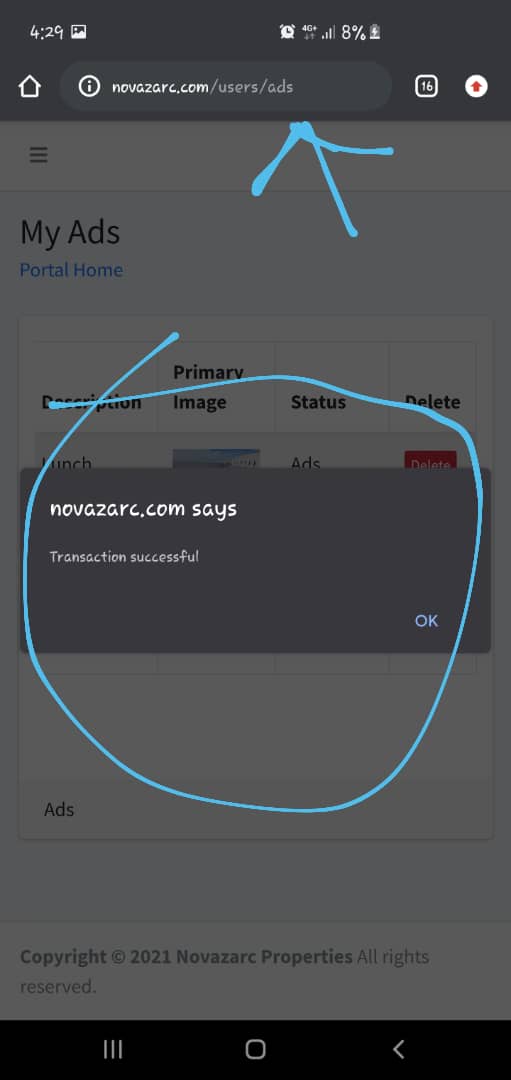 4:29 4G+ 8%
novazarc.com/users/ads 16
My Ads
Portal Home
Description Primary Image Status Delete
Lunch Ads Delete
novazarc.com says
Transaction successful
OK
Ads
Copyright © 2021 Novazarc Properties All rights
reserved.